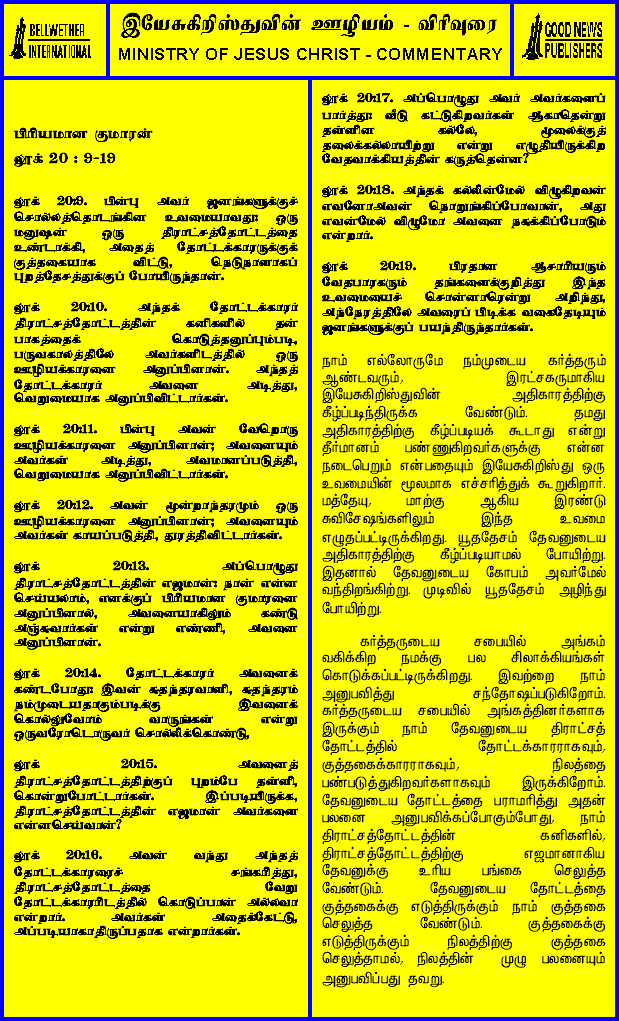 BELLWETHER
INTERNATIONAL
இயேசுகிறிஸ்துவின் ஊழியம் - விரிவுரை
MINISTRY OF JESUS CHRIST - COMMENTARY
GOOD NEWS
PUBLISHERS
பிரியமான குமாரன்
லூக் 20 : 9-19
லூக் 20:9. பின்பு அவர் ஜனங்களுக்குச்
சொல்லத்தொடங்கின உவமையாவது: ஒரு
மனுஷன் ஒரு திராட்சத்தோட்டத்தை
உண்டாக்கி, அதைத் தோட்டக்காரருக்குக்
குத்தகையாக விட்டு, நெடுநாளாகப்
புறத்தேசத்துக்குப் போயிருந்தான்.
லூக் 20:10. அந்தக் தோட்டக்காரர்
திராட்சத்தோட்டத்தின் கனிகளில் தன்
பாகத்தைக் கொடுத்தனுப்பும்படி,
பருவகாலத்திலே அவர்களிடத்தில் ஒரு
ஊழியக்காரனை அனுப்பினான். அந்தத்
தோட்டக்காரர் அவனை அடித்து,
வெறுமையாக அனுப்பிவிட்டார்கள்.
லூக் 20:11. பின்பு அவன் வேறொரு
ஊழியக்காரனை அனுப்பினான்; அவனையும்
அவர்கள் அடித்து, அவமானப்படுத்தி,
வெறுமையாக அனுப்பிவிட்டார்கள்.
லூக் 20:12. அவன் மூன்றாந்தரமும் ஒரு
ஊழியக்காரனை அனுப்பினான்; அவனையும்
அவர்கள் காயப்படுத்தி, துரத்திவிட்டார்கள்.
லூக் 20:13. அப்பொழுது
திராட்சத்தோட்டத்தின் எஜமான்: நான் என்ன
செய்யலாம், எனக்குப் பிரியமான குமாரனை
அனுப்பினால், அவனையாகிலும் கண்டு
அஞ்சுவார்கள் என்று எண்ணி, அவனை
அனுப்பினான்.
லூக் 20:14. தோட்டக்காரர் அவனைக்
கண்டபோது: இவன் சுதந்தரவாளி, சுதந்தரம்
நம்முடையதாகும்படிக்கு இவனைக்
கொல்லுவோம் வாருங்கள் என்று
ஒருவரோடொருவர் சொல்லிக்கொண்டு,
லூக் 20:15. அவனைத்
திராட்சத்தோட்டத்திற்குப் புறம்பே தள்ளி,
கொன்றுபோட்டார்கள். இப்படியிருக்க,
திராட்சத்தோட்டத்தின் எஜமான் அவர்களை
என்னசெய்வான்?
லூக் 20:16. அவன் வந்து அந்தத்
தோட்டக்காரரைச் சங்கரித்து,
திராட்சத்தோட்டத்தை வேறு
தோட்டக்காரரிடத்தில் கொடுப்பான் அல்லவா
என்றார். அவர்கள் அதைக்கேட்டு,
அப்படியாகாதிருப்பதாக என்றார்கள்.
லூக் 20:17. அப்பொழுது அவர் அவர்களைப்
பார்த்து: வீடு கட்டுகிறவர்கள் ஆகாதென்று
தள்ளின கல்லே, மூலைக்குத்
தலைக்கல்லாயிற்று என்று எழுதியிருக்கிற
வேதவாக்கியத்தின் கருத்தென்ன?
லூக் 20:18. அந்தக் கல்லின்மேல் விழுகிறவன்
எவனோஅவன் நொறுங்கிப்போவான், அது
எவன்மேல் விழுமோ அவனை நசுக்கிப்போடும்
என்றார்.
லூக் 20:19. பிரதான ஆசாரியரும்
வேதபாரகரும் தங்களைக்குறித்து இந்த
உவமையைச் சொன்னாரென்று அறிந்து,
அந்நேரத்திலே அவரைப் பிடிக்க வகைதேடியும்
ஜனங்களுக்குப் பயந்திருந்தார்கள்.
நாம் எல்லோருமே நம்முடைய கர்த்தரும்
ஆண்டவரும், இரட்சகருமாகிய
இயேசுகிறிஸ்துவின் அதிகாரத்திற்கு
கீழ்ப்படிந்திருக்க வேண்டும். தமது
அதிகாரத்திற்கு கீழ்ப்படியக் கூடாது என்று
தீர்மானம் பண்ணுகிறவர்களுக்கு என்ன
நடைபெறும் என்பதையும் இயேசுகிறிஸ்து ஒரு
உவமையின் மூலமாக எச்சரித்துக் கூறுகிறார்.
மத்தேயு, மாற்கு ஆகிய இரண்டு
சுவிசேஷங்களிலும் இந்த உவமை
எழுதப்பட்டிருக்கிறது. யூததேசம் தேவனுடைய
அதிகாரத்திற்கு கீழ்ப்படியாமல் போயிற்று.
இதனால் தேவனுடைய கோபம் அவர்மேல்
வந்திறங்கிற்று. முடிவில் யூததேசம் அழிந்து
போயிற்று.
கர்த்தருடைய சபையில் அங்கம்
வகிக்கிற நமக்கு பல சிலாக்கியங்கள்
கொடுக்கப்பட்டிருக்கிறது. இவற்றை நாம்
அனுபவித்து சந்தோஷப்படுகிறோம்.
கர்த்தருடைய சபையில் அங்கத்தினர்களாக
இருக்கும் நாம் தேவனுடைய திராட்சத்
தோட்டத்தில் தோட்டக்காரராகவும்,
குத்தகைக்காரராகவும், நிலத்தை
பண்படுத்துகிறவர்களாகவும் இருக்கிறோம்.
தேவனுடைய தோட்டத்தை பராமரித்து அதன்
பலனை அனுபவிக்கப்போகும்போது, நாம்
திராட்சத்தோட்டத்தின் கனிகளில்,
திராட்சத்தோட்டத்திற்கு எஜமானாகிய
தேவனுக்கு உரிய பங்கை செலுத்த
வேண்டும். தேவனுடைய தோட்டத்தை
குத்தகைக்கு எடுத்திருக்கும் நாம் குத்தகை
செலுத்த வேண்டும். குத்தகைக்கு
எடுத்திருக்கும் நிலத்திற்கு குத்தகை
செலுத்தாமல், நிலத்தின் முழு பலனையும்
அனுபவிப்பது தவறு.